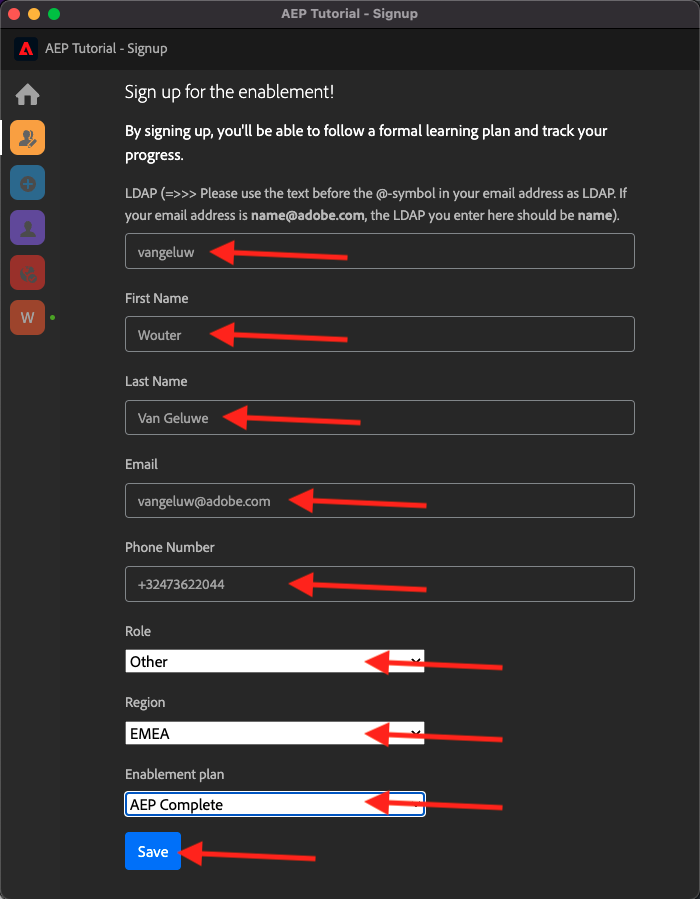 AEP Tutorial - Signup
AEP Tutorial - Signup
Sign up for the enablement!
By signing up, you'll be able to follow a formal learning plan and track your
progress.
LDAP (=>>> Please use the text before the @-symbol in your email address as LDAP. If
your email address is name@adobe.com, the LDAP you enter here should be name).
vangeluw
First Name
Wouter
Last Name
Van Geluwe
Email
vangeluw@adobe.com
Phone Number
+32473622044
Role
Other
Region
EMEA
Enablement plan
AEP Complete
Save
W